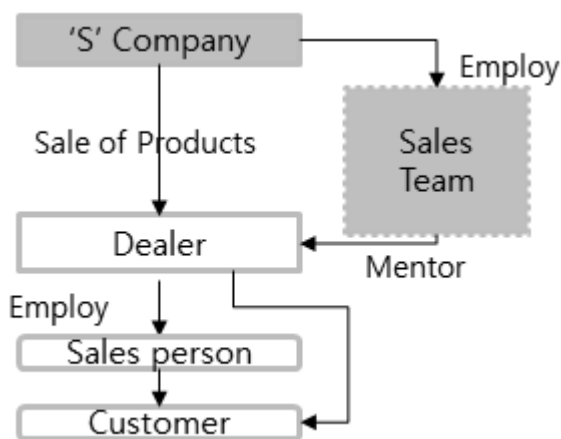 ‘S’ Company
Employ
Sale of Products
Sales
Team
Dealer
Mentor
Employ
Sales person
Customer